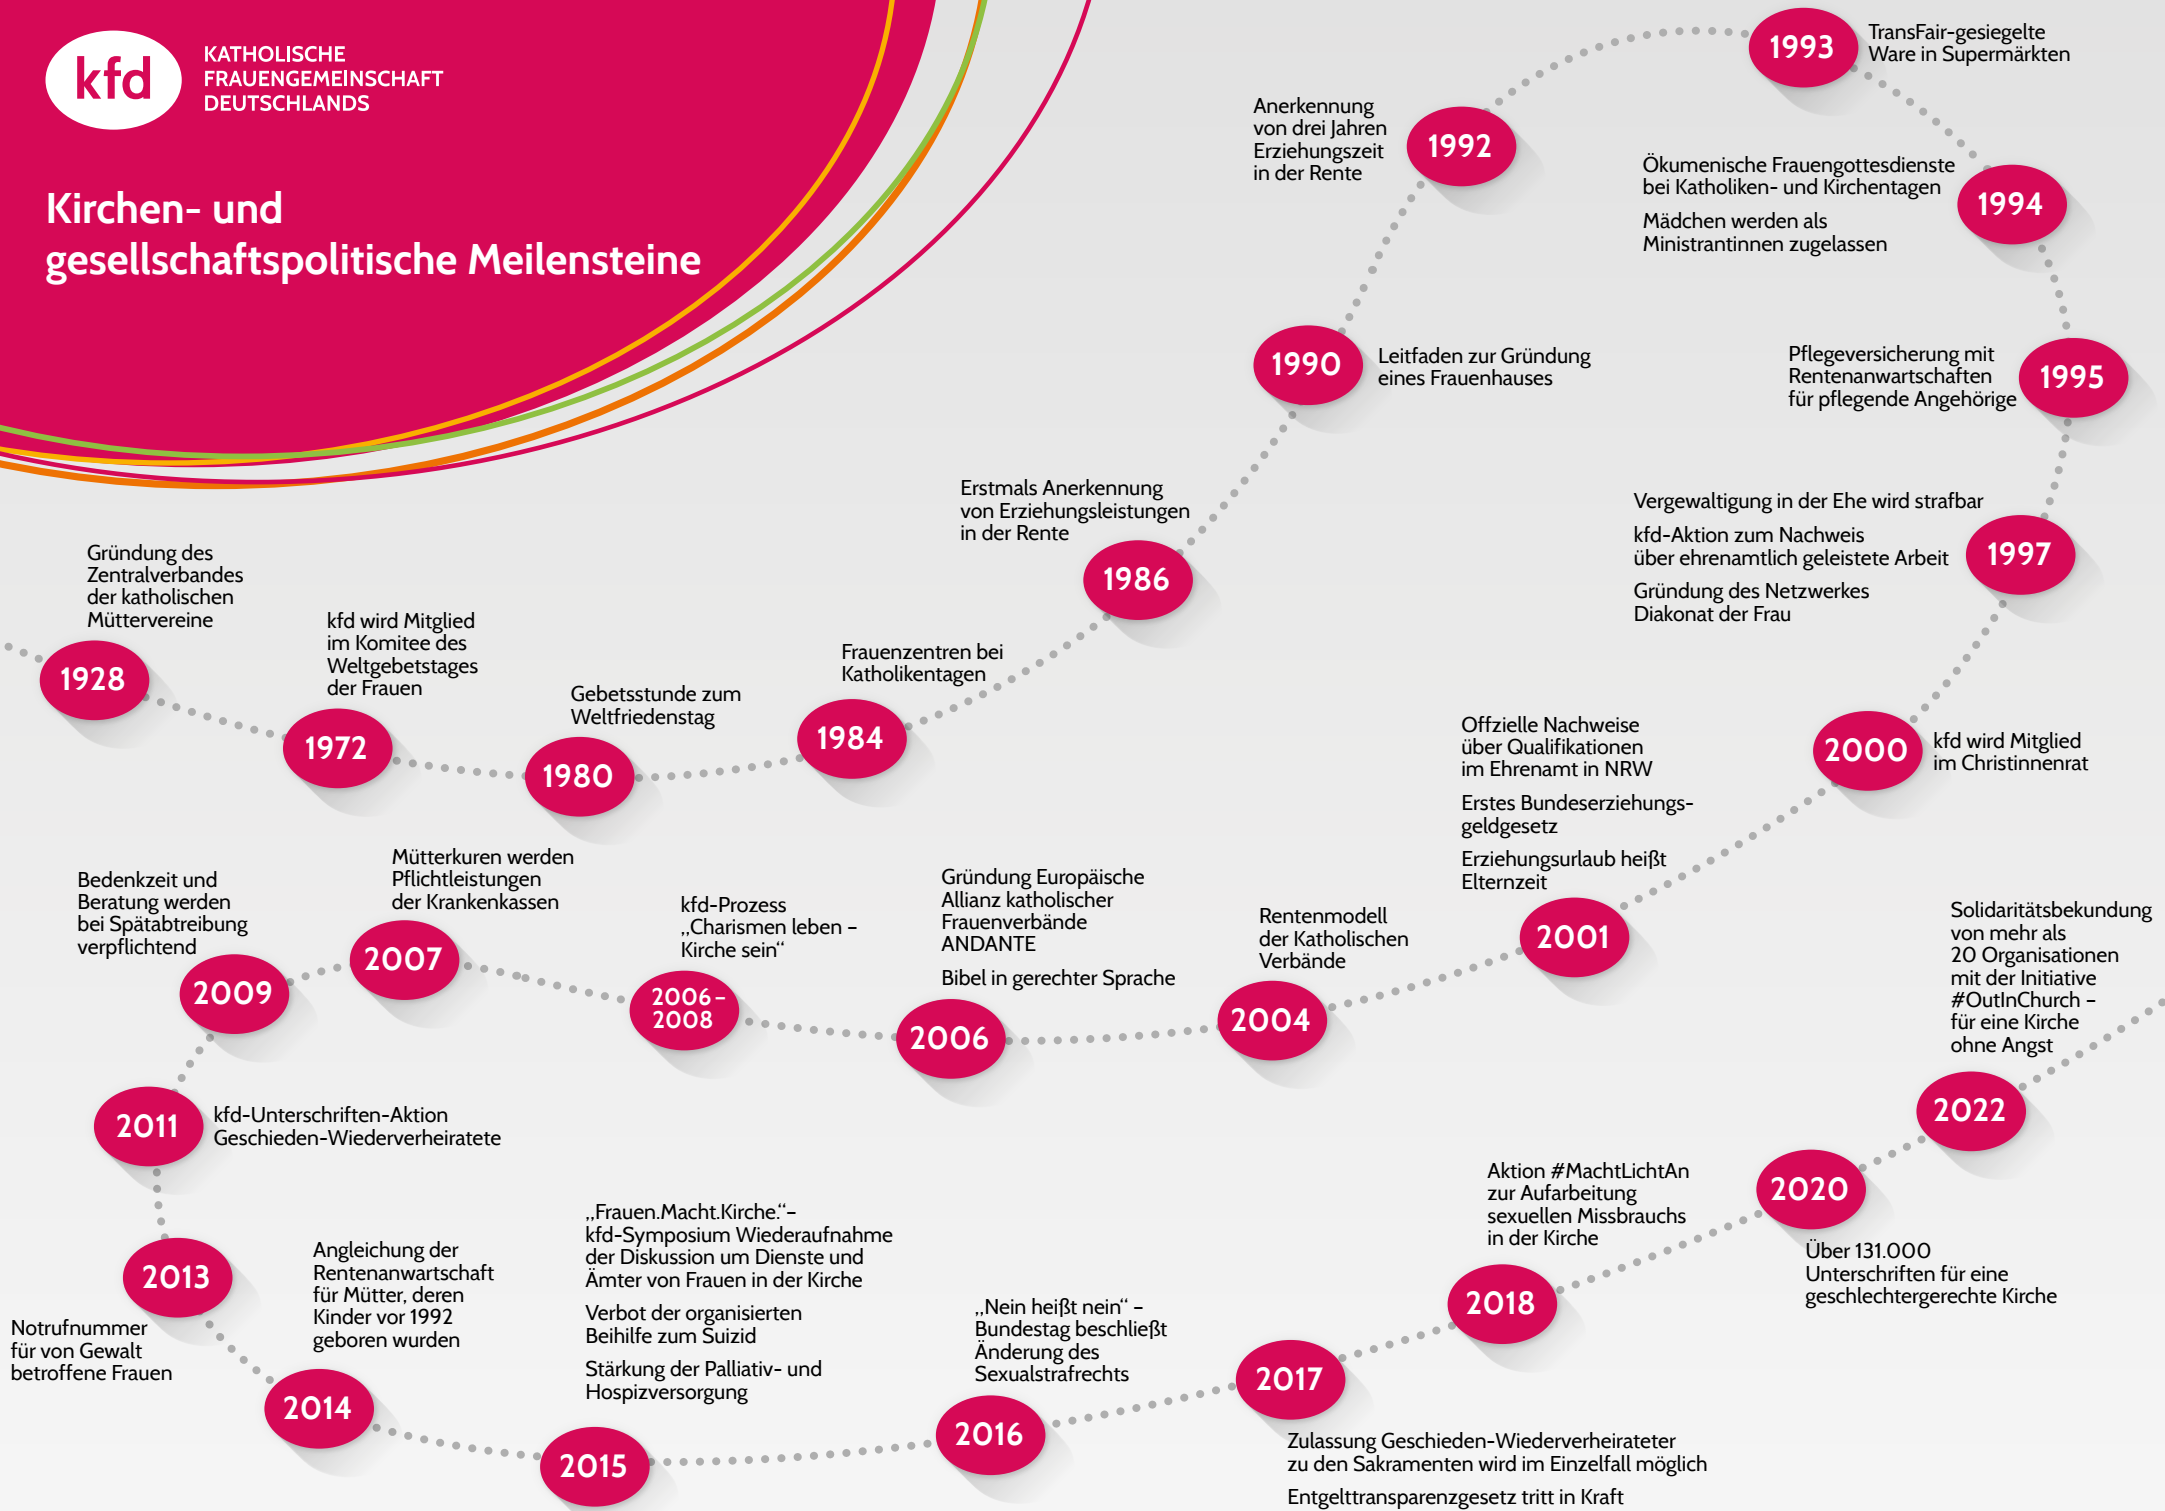 kfd
KATHOLISCHE
FRAUENGEMEINSCHAFT
DEUTSCHLANDS
Kirchen- und
gesellschaftspolitische Meilensteine
Gründung des
Zentralverbandes
der katholischen
Müttervereine
1928
kfd wird Mitglied
im Komitee des
Weltgebetstages
der Frauen
1972
Gebetsstunde zum
Weltfriedenstag
1980
Frauenzentren bei
Katholikentagen
1984
Erstmals Anerkennung
von Erziehungsleistungen
in der Rente
1986
1990
Leitfaden zur Gründung
eines Frauenhauses
Anerkennung
von drei Jahren
Erziehungszeit
in der Rente
1992
1993
TransFair-gesiegelte
Ware in Supermärkten
Ökumenische Frauengottesdienste
bei Katholiken- und Kirchentagen
Mädchen werden als
Ministrantinnen zugelassen
1994
Pflegeversicherung mit
Rentenanwartschaften
für pflegende Angehörige
1995
Vergewaltigung in der Ehe wird strafbar
kfd-Aktion zum Nachweis
über ehrenamtlich geleistete Arbeit
Gründung des Netzwerkes
Diakonat der Frau
1997
2000
kfd wird Mitglied
im Christinnenrat
Offzielle Nachweise
über Qualifikationen
im Ehrenamt in NRW
Erstes Bundeserziehungs-
geldgesetz
Erziehungsurlaub heißt
Elternzeit
2001
Rentenmodell
der Katholischen
Verbände
2004
Gründung Europäische
Allianz katholischer
Frauenverbände
ANDANTE
Bibel in gerechter Sprache
2006
kfd-Prozess
„Charismen leben –
Kirche sein“
2006–
2008
Mütterkuren werden
Pflichtleistungen
der Krankenkassen
2007
Bedenkzeit und
Beratung werden
bei Spätabtreibung
verpflichtend
2009
2011
kfd-Unterschriften-Aktion
Geschieden-Wiederverheiratete
2013
Notrufnummer
für von Gewalt
betroffene Frauen
Angleichung der
Rentenanwartschaft
für Mütter, deren
Kinder vor 1992
geboren wurden
2014
„Frauen.Macht.Kirche.“–
kfd-Symposium Wiederaufnahme
der Diskussion um Dienste und
Ämter von Frauen in der Kirche
Verbot der organisierten
Beihilfe zum Suizid
Stärkung der Palliativ- und
Hospizversorgung
2015
„Nein heißt nein“ –
Bundestag beschließt
Änderung des
Sexualstrafrechts
2016
2017
Zulassung Geschieden-Wiederverheirateter
zu den Sakramenten wird im Einzelfall möglich
Entgelttransparenzgesetz tritt in Kraft
Aktion #MachtLichtAn
zur Aufarbeitung
sexuellen Missbrauchs
in der Kirche
2018
2020
Über 131.000
Unterschriften für eine
geschlechtergerechte Kirche
Solidaritätsbekundung
von mehr als
20 Organisationen
mit der Initiative
#OutInChurch –
für eine Kirche
ohne Angst
2022